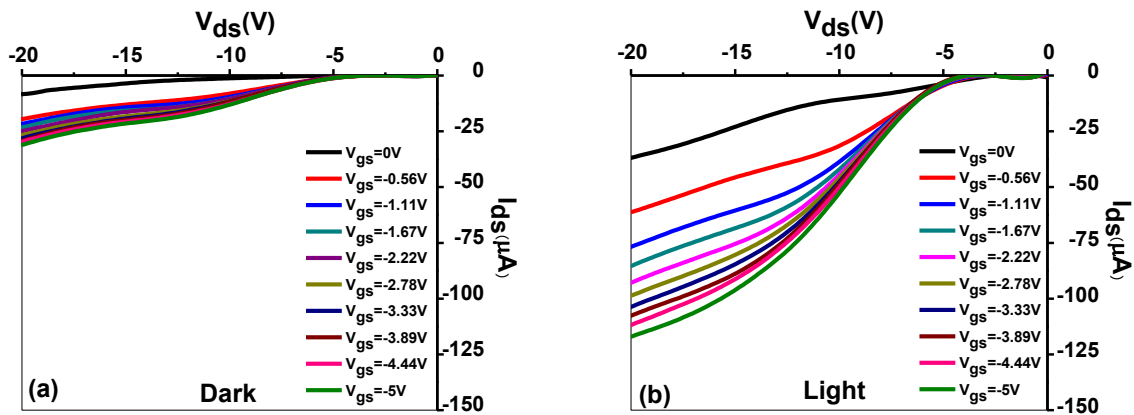 Vds(V)
-20 -15 -10 -5 0
0
-25
-50
-75
-100
-125
-150
Ids(μA)
Vgs=0V
Vgs=-0.56V
Vgs=-1.11V
Vgs=-1.67V
Vgs=-2.22V
Vgs=-2.78V
Vgs=-3.33V
Vgs=-3.89V
Vgs=-4.44V
Vgs=-5V
(a) Dark
Vds(V)
-20 -15 -10 -5 0
0
-25
-50
-75
-100
-125
-150
Ids(μA)
Vgs=0V
Vgs=-0.56V
Vgs=-1.11V
Vgs=-1.67V
Vgs=-2.22V
Vgs=-2.78V
Vgs=-3.33V
Vgs=-3.89V
Vgs=-4.44V
Vgs=-5V
(b) Light